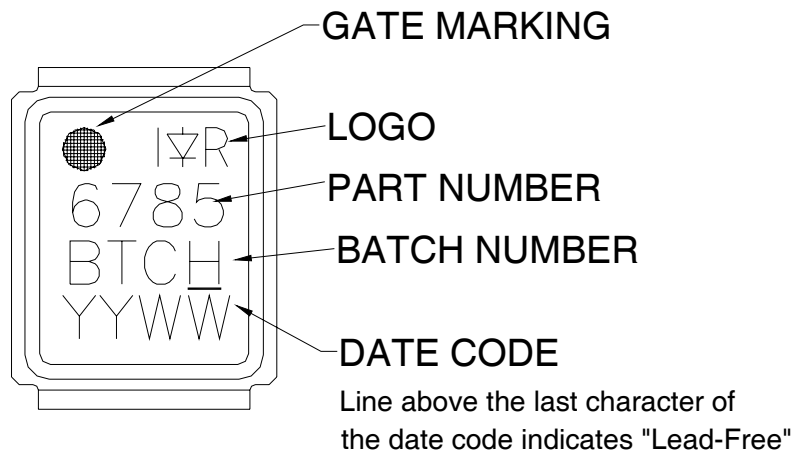 GATE MARKING
I R
LOGO
6785
PART NUMBER
BTCH
BATCH NUMBER
YYWW
DATE CODE
Line above the last character of
the date code indicates "Lead-Free"